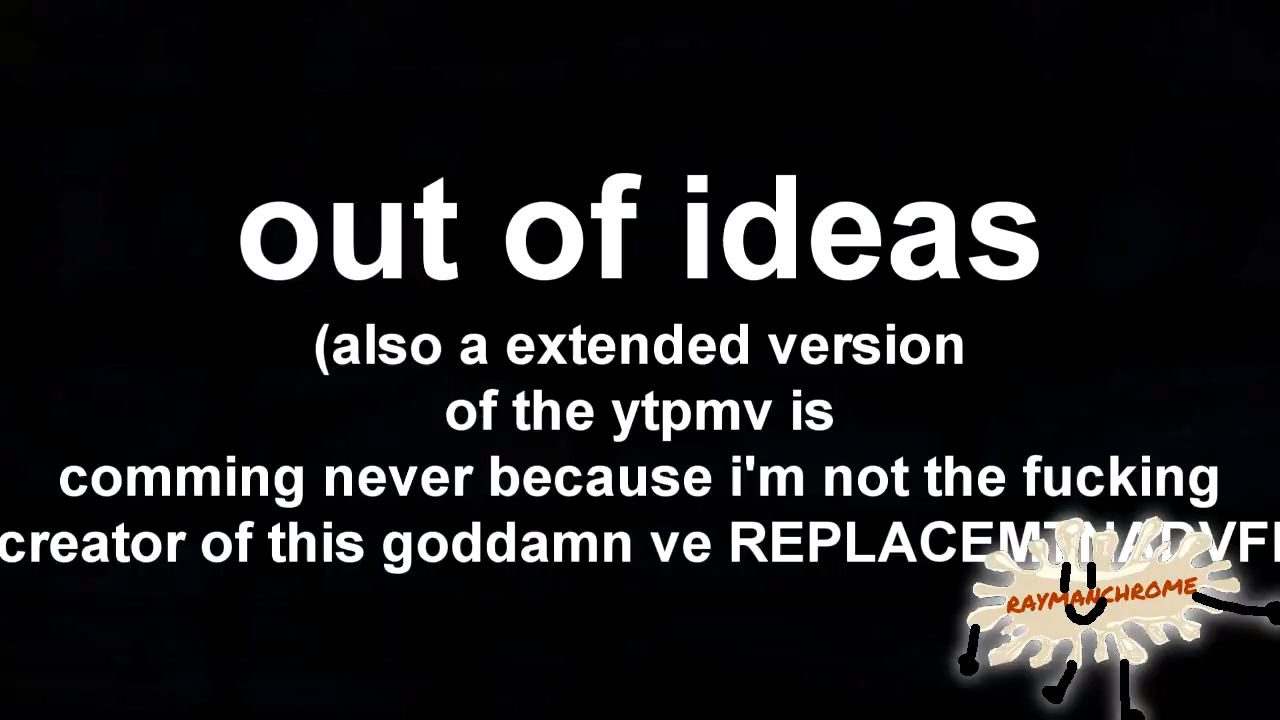 out of ideas
(also a extended version
of the ytpmv is
comming never because i'm not the fucking
creator of this goddamn ve REPLACEMTNADVF
RAYMANCHROME